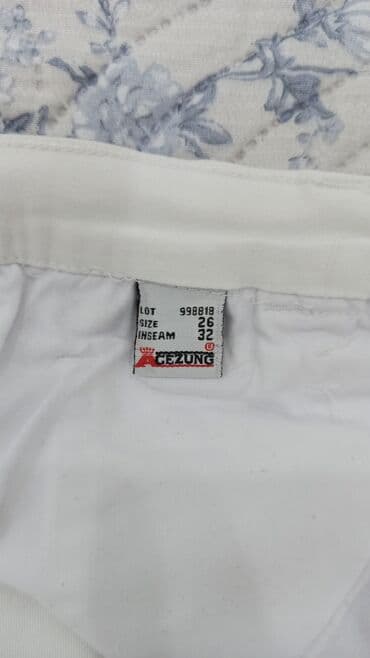 LOT 998818
SIZE 26
INSEAM 32
ACEZUNG